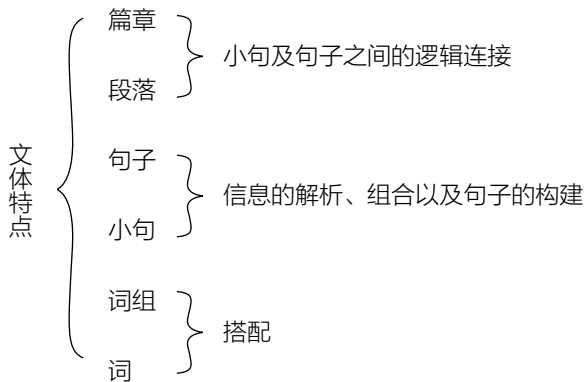 篇章
小句及句子之间的逻辑连接
段落
文体特点
句子
信息的解析、组合以及句子的构建
小句
词组
搭配
词